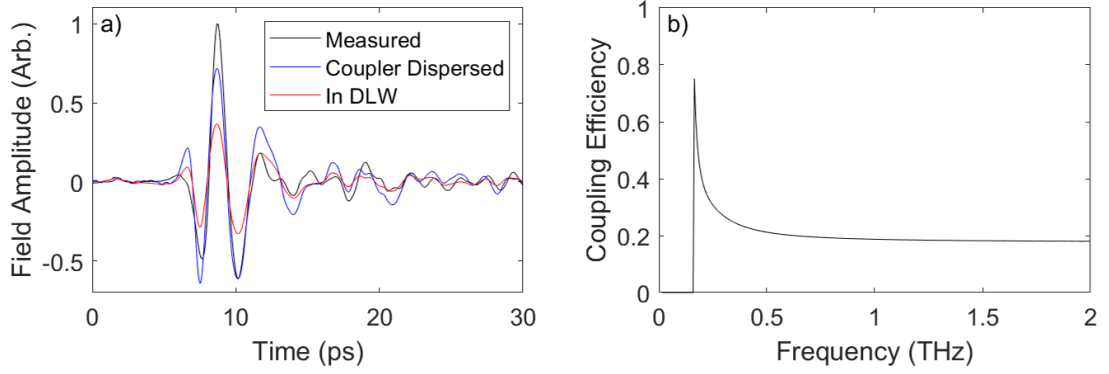 a)
Measured
Coupler Dispersed
In DLW
1
0.5
0
-0.5
Field Amplitude (Arb.)
0 10 20 30
Time (ps)
b)
1
0.8
0.6
0.4
0.2
0
Coupling Efficiency
0 0.5 1 1.5 2
Frequency (THz)